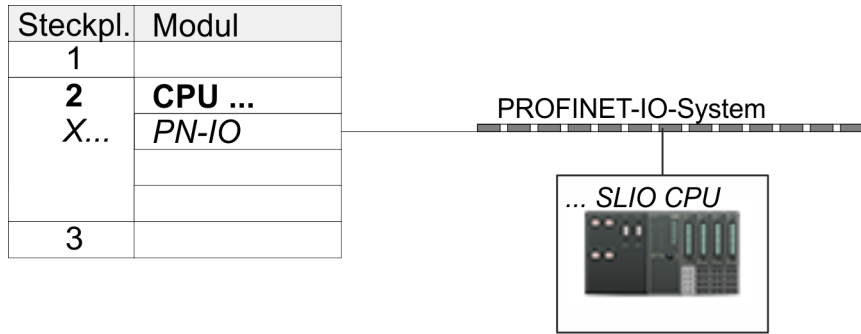 Steckpl. Modul
1
2 CPU ...
X... PN-IO
3
PROFINET-IO-System
... SLIO CPU